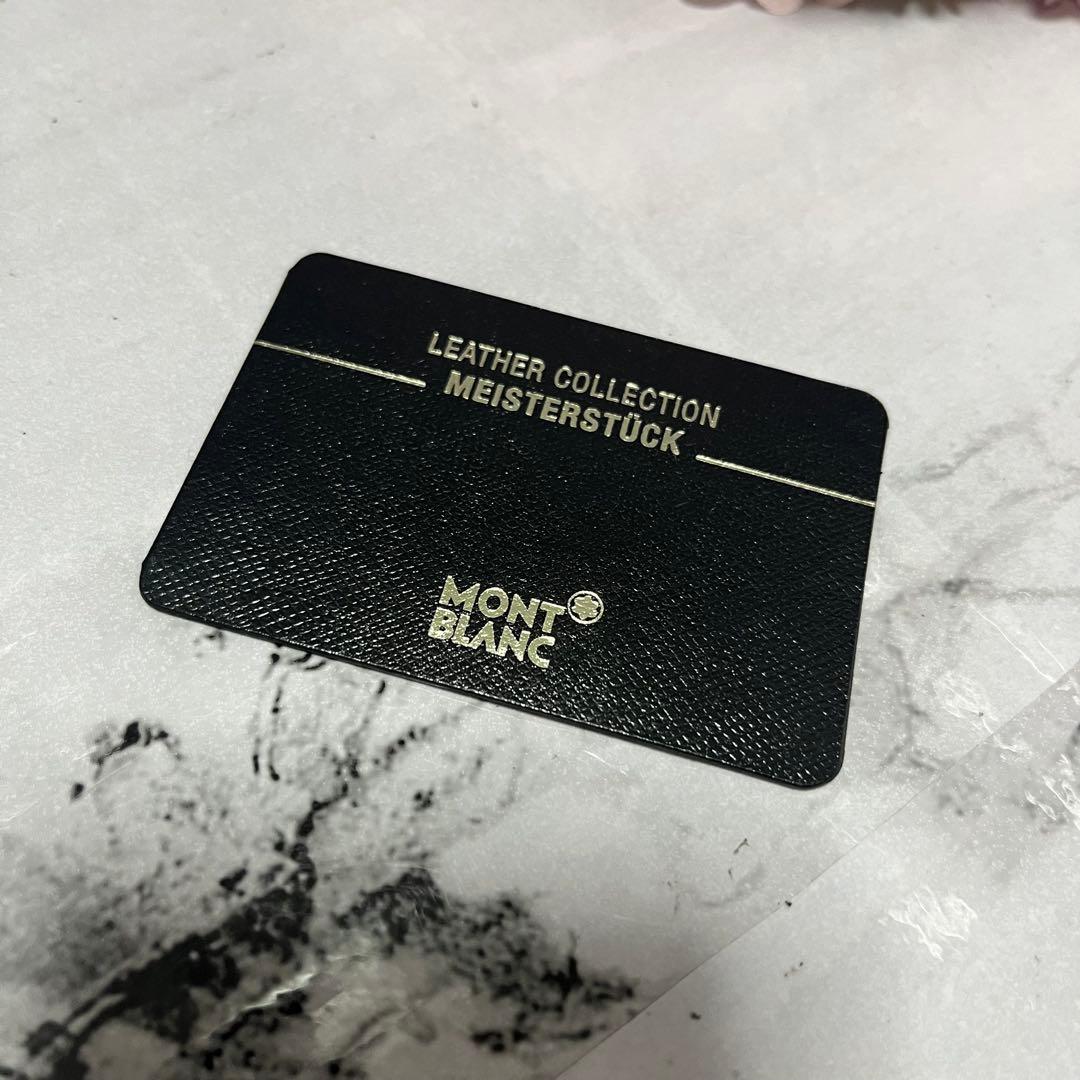 LEATHER COLLECTION
MEISTERSTÜCK
MONT
BLANC